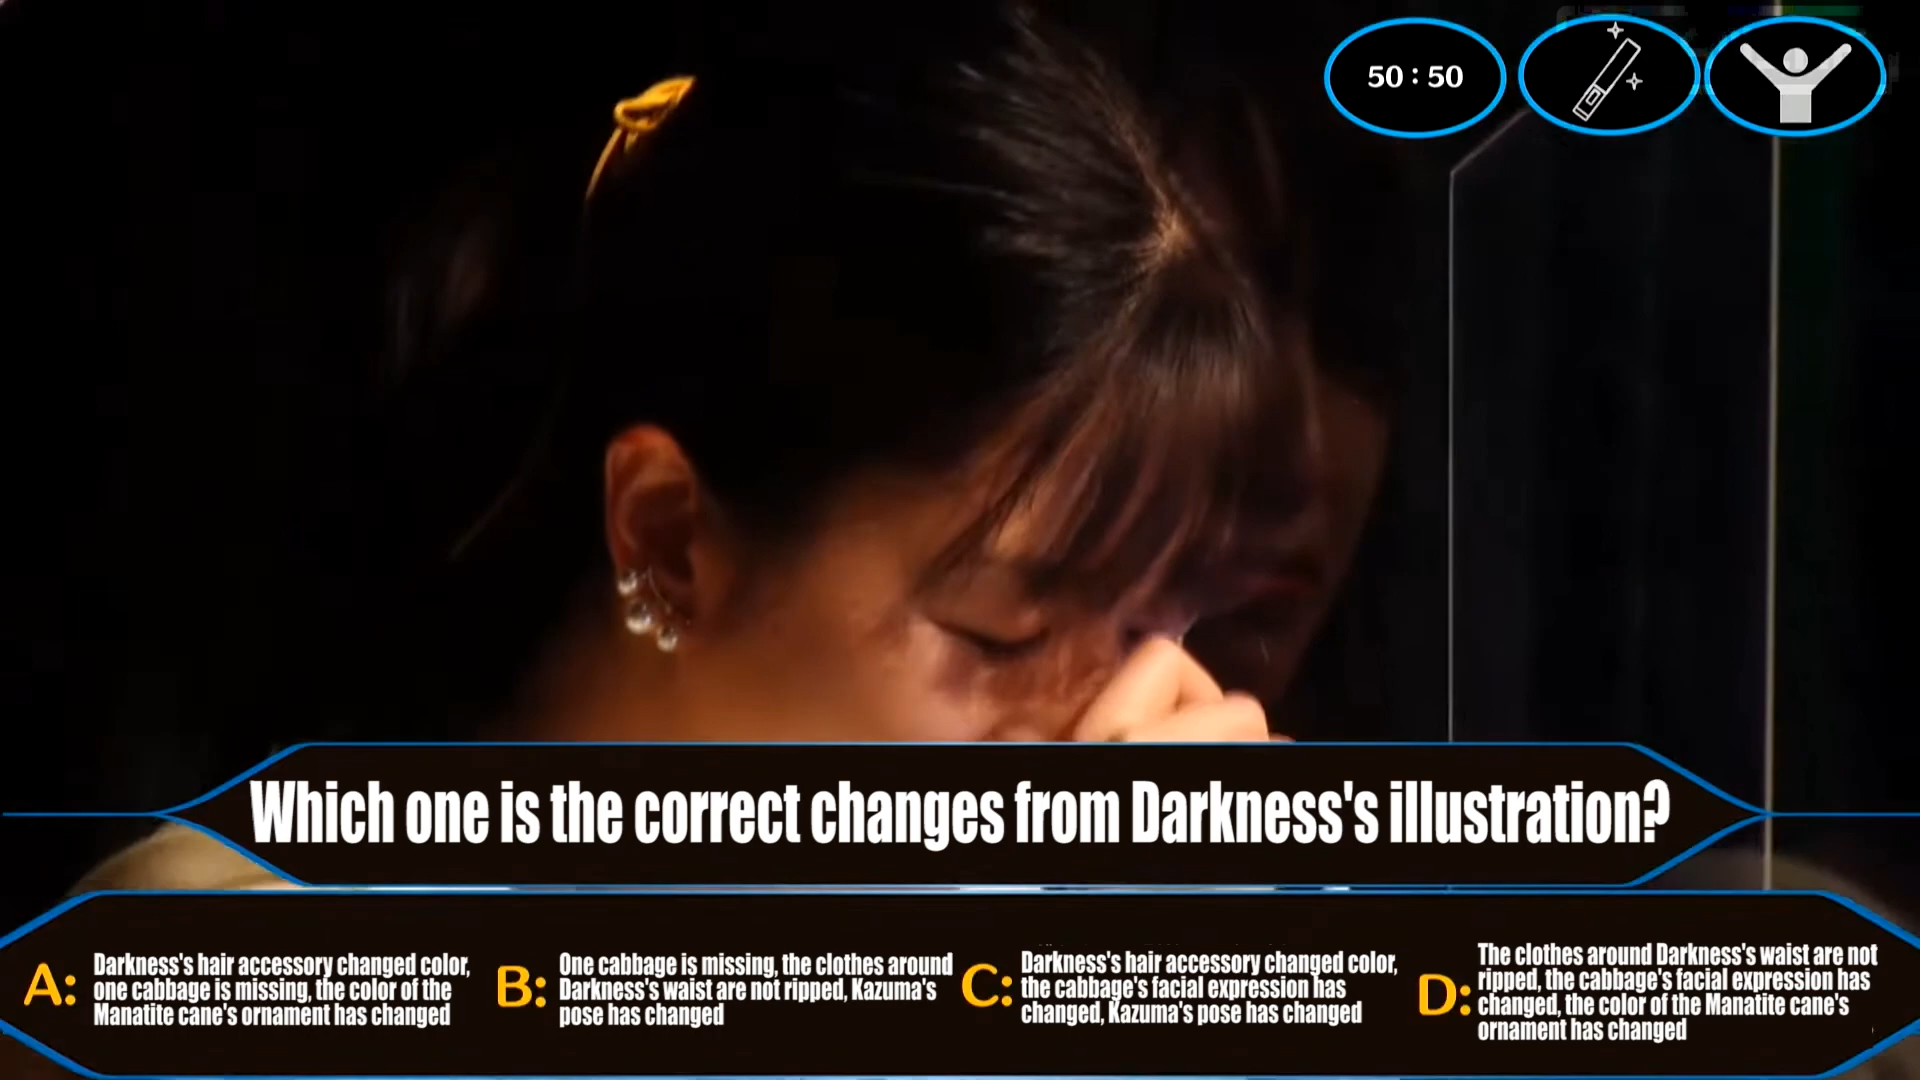 50:50
Which one is the correct changes from Darkness's illustration?
A: Darkness's hair accessory changed color,
one cabbage is missing, the color of the
Manatite cane's ornament has changed
B: One cabbage is missing, the clothes around
Darkness's waist are not ripped, Kazuma's
pose has changed
C: Darkness's hair accessory changed color,
the cabbage's facial expression has
changed, Kazuma's pose has changed
D: The clothes around Darkness's waist are not
ripped, the cabbage's facial expression has
changed, the color of the Manatite cane's
ornament has changed